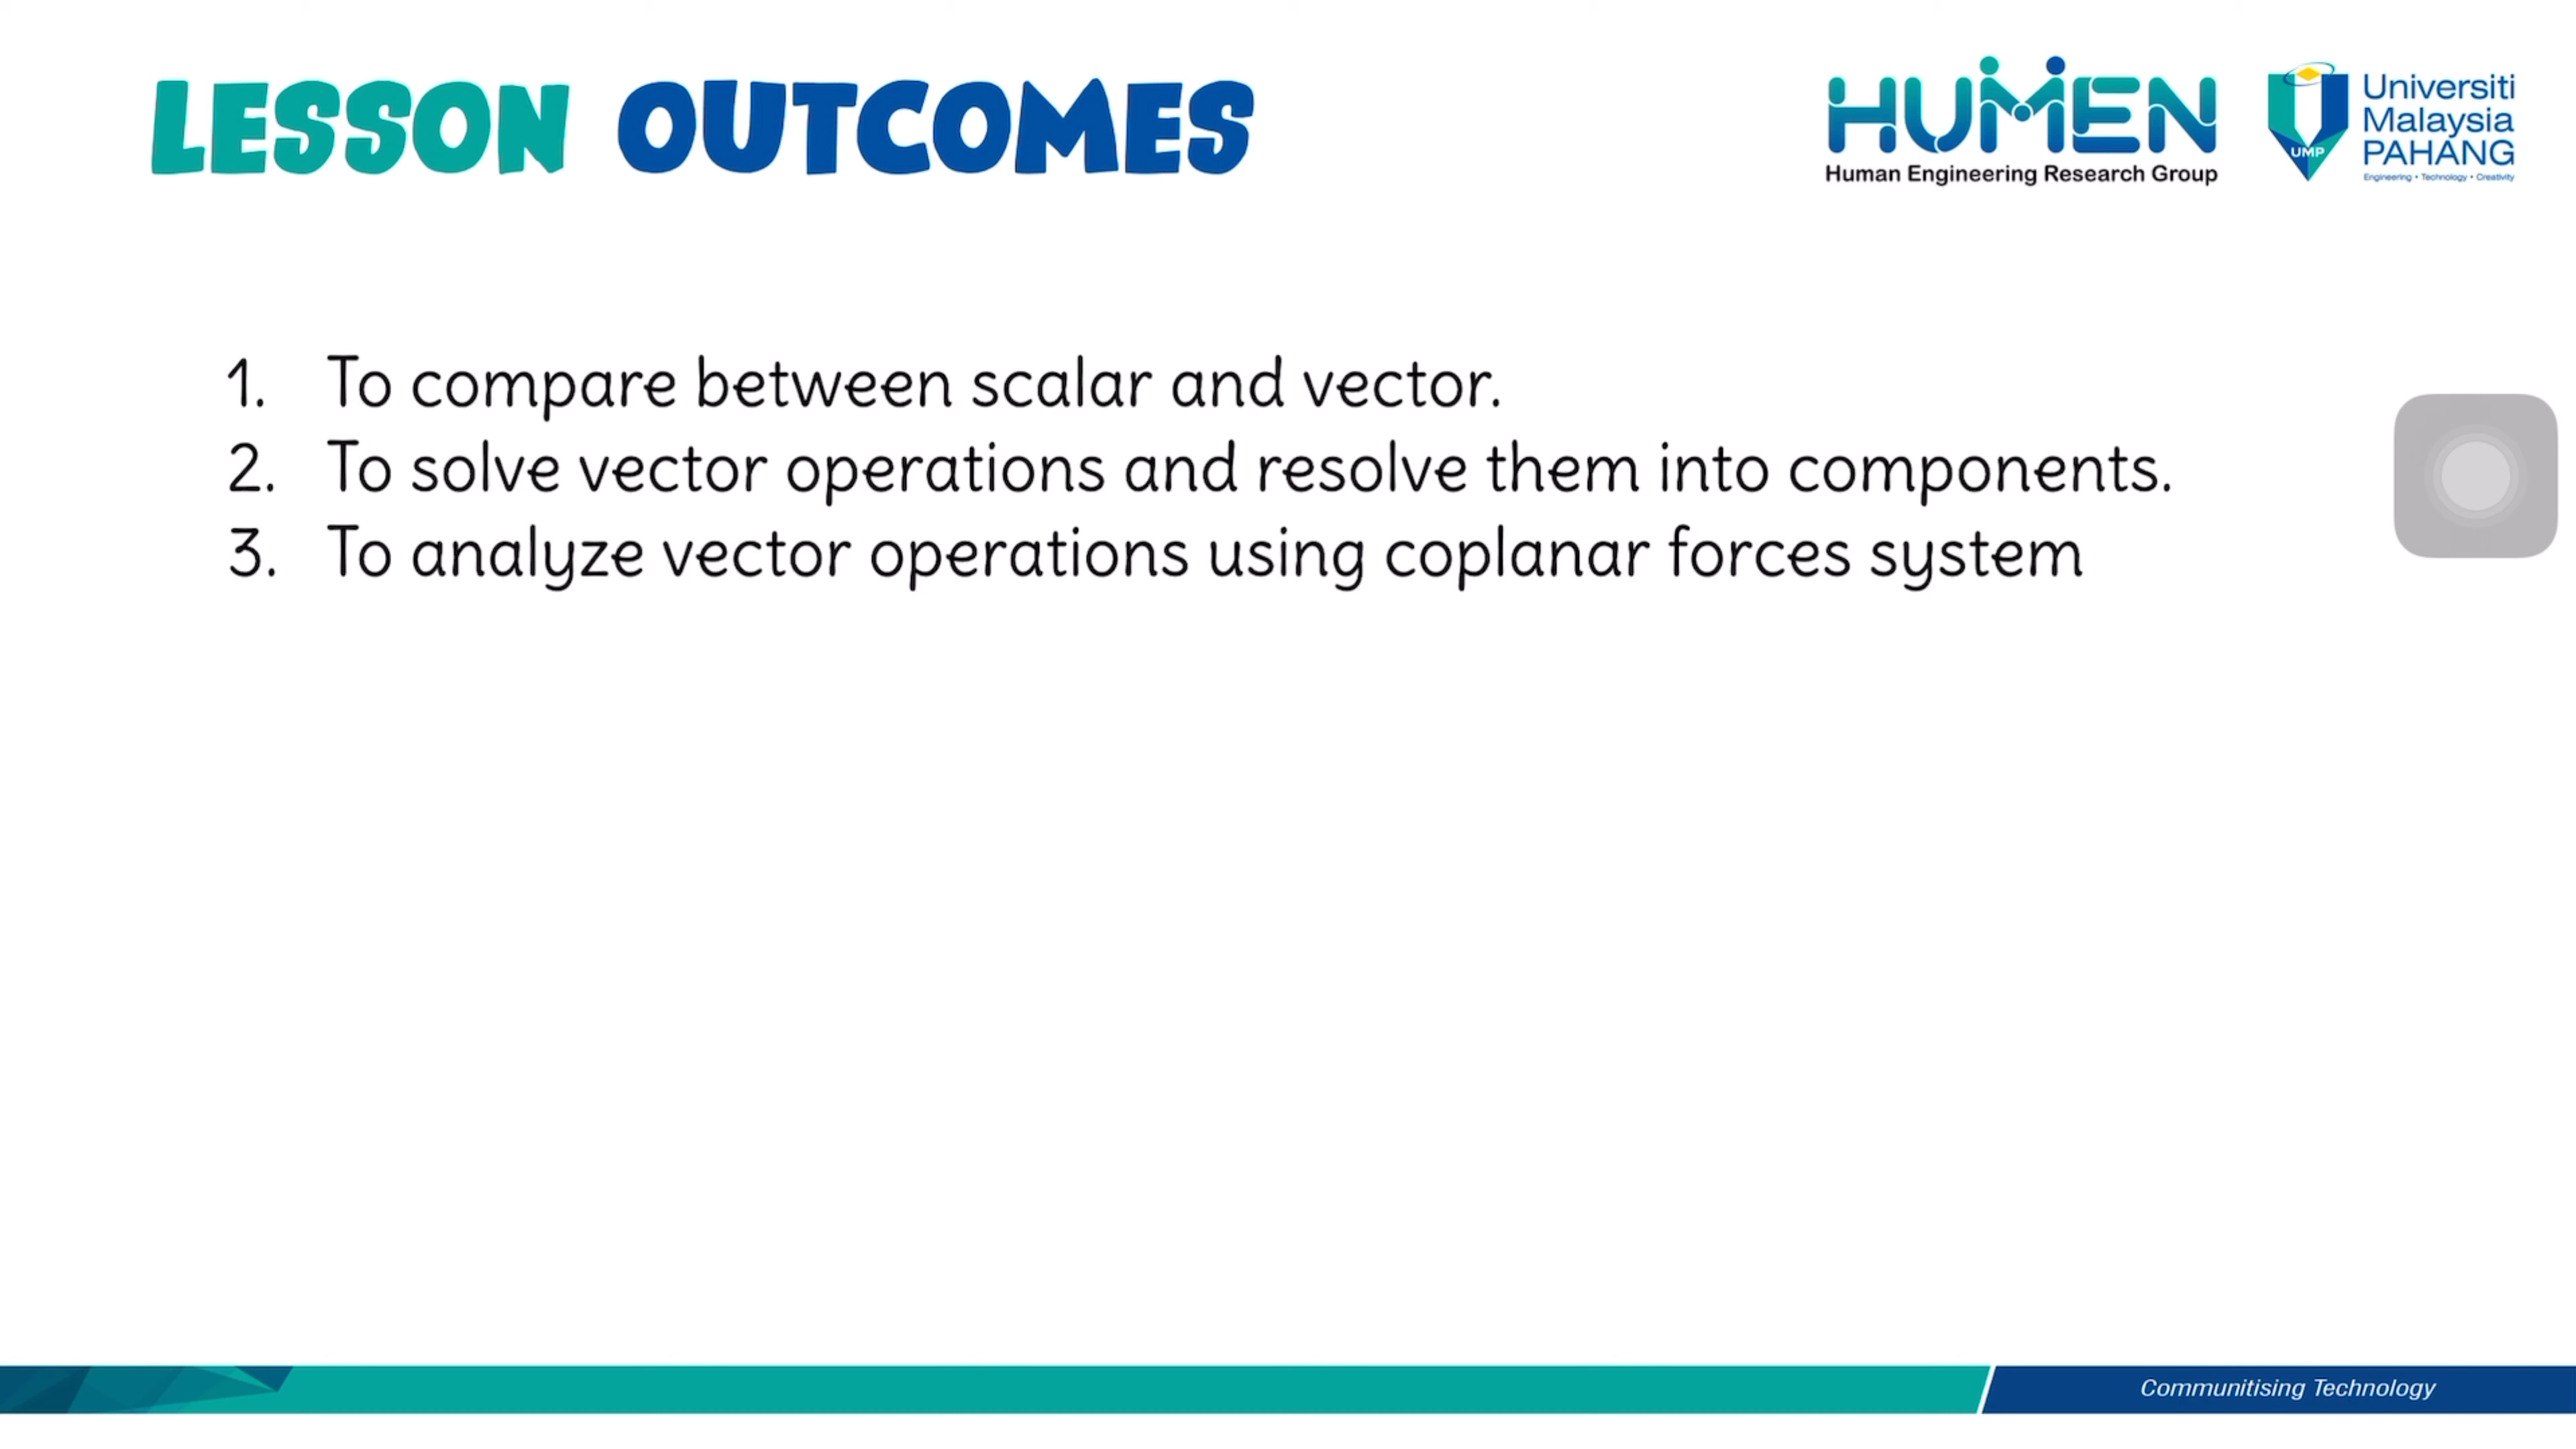 LESSON OUTCOMES
HUMEN
Human Engineering Research Group
UMP
Universiti
Malaysia
PAHANG
Engineering • Technology • Creativity
1. To compare between scalar and vector.
2. To solve vector operations and resolve them into components.
3. To analyze vector operations using coplanar forces system
Communitising Technology